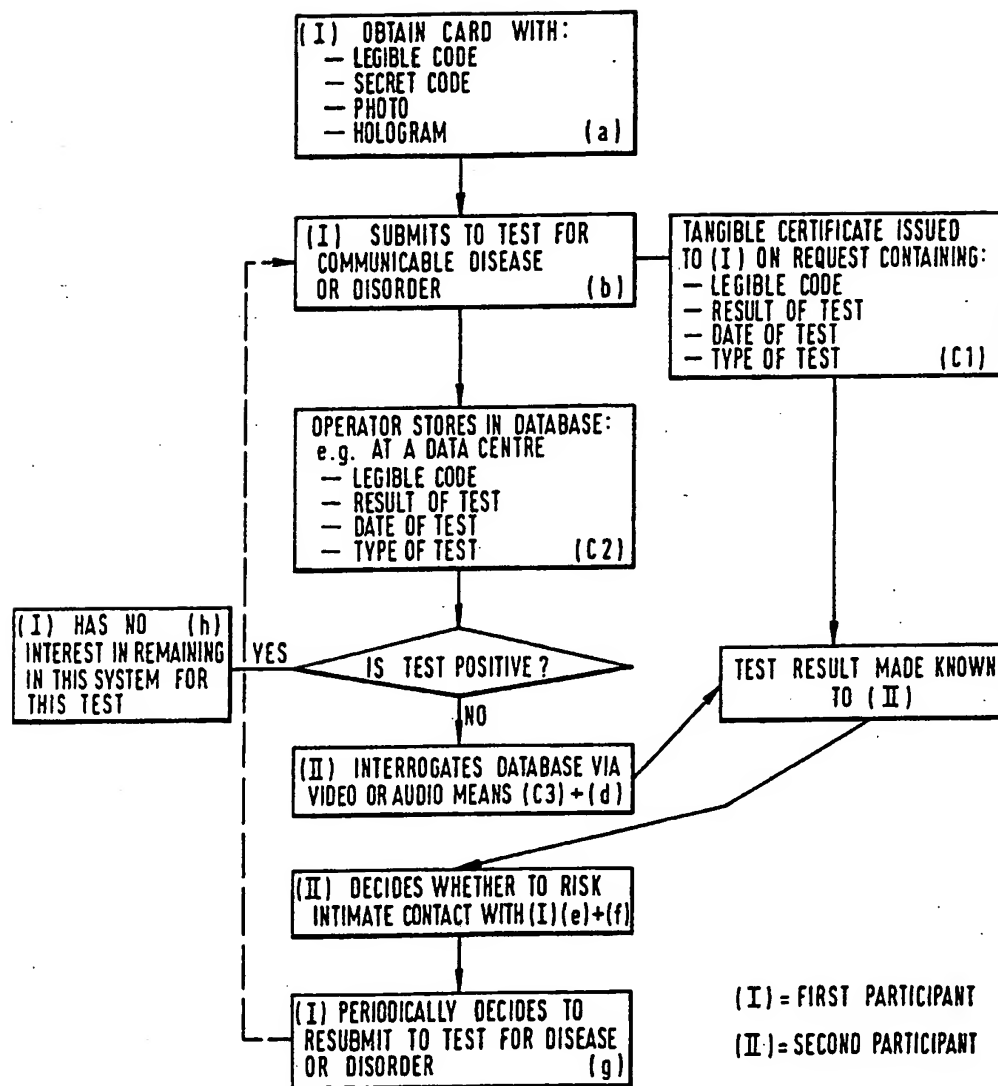 (I) OBTAIN CARD WITH:
— LEGIBLE CODE
— SECRET CODE
— PHOTO
— HOLOGRAM (a)
(I) SUBMITS TO TEST FOR
COMMUNICABLE DISEASE
OR DISORDER (b)
TANGIBLE CERTIFICATE ISSUED
TO (I) ON REQUEST CONTAINING:
— LEGIBLE CODE
— RESULT OF TEST
— DATE OF TEST
— TYPE OF TEST (C1)
OPERATOR STORES IN DATABASE:
e.g. AT A DATA CENTRE
— LEGIBLE CODE
— RESULT OF TEST
— DATE OF TEST
— TYPE OF TEST (C2)
(I) HAS NO (h)
INTEREST IN REMAINING
IN THIS SYSTEM FOR
THIS TEST
YES
IS TEST POSITIVE?
NO
TEST RESULT MADE KNOWN
TO (II)
(II) INTERROGATES DATABASE VIA
VIDEO OR AUDIO MEANS (C3)+(d)
(II) DECIDES WHETHER TO RISK
INTIMATE CONTACT WITH (I)(e)+(f)
(I) PERIODICALLY DECIDES TO
RESUBMIT TO TEST FOR DISEASE
OR DISORDER (g)
(I) = FIRST PARTICIPANT
(II) = SECOND PARTICIPANT